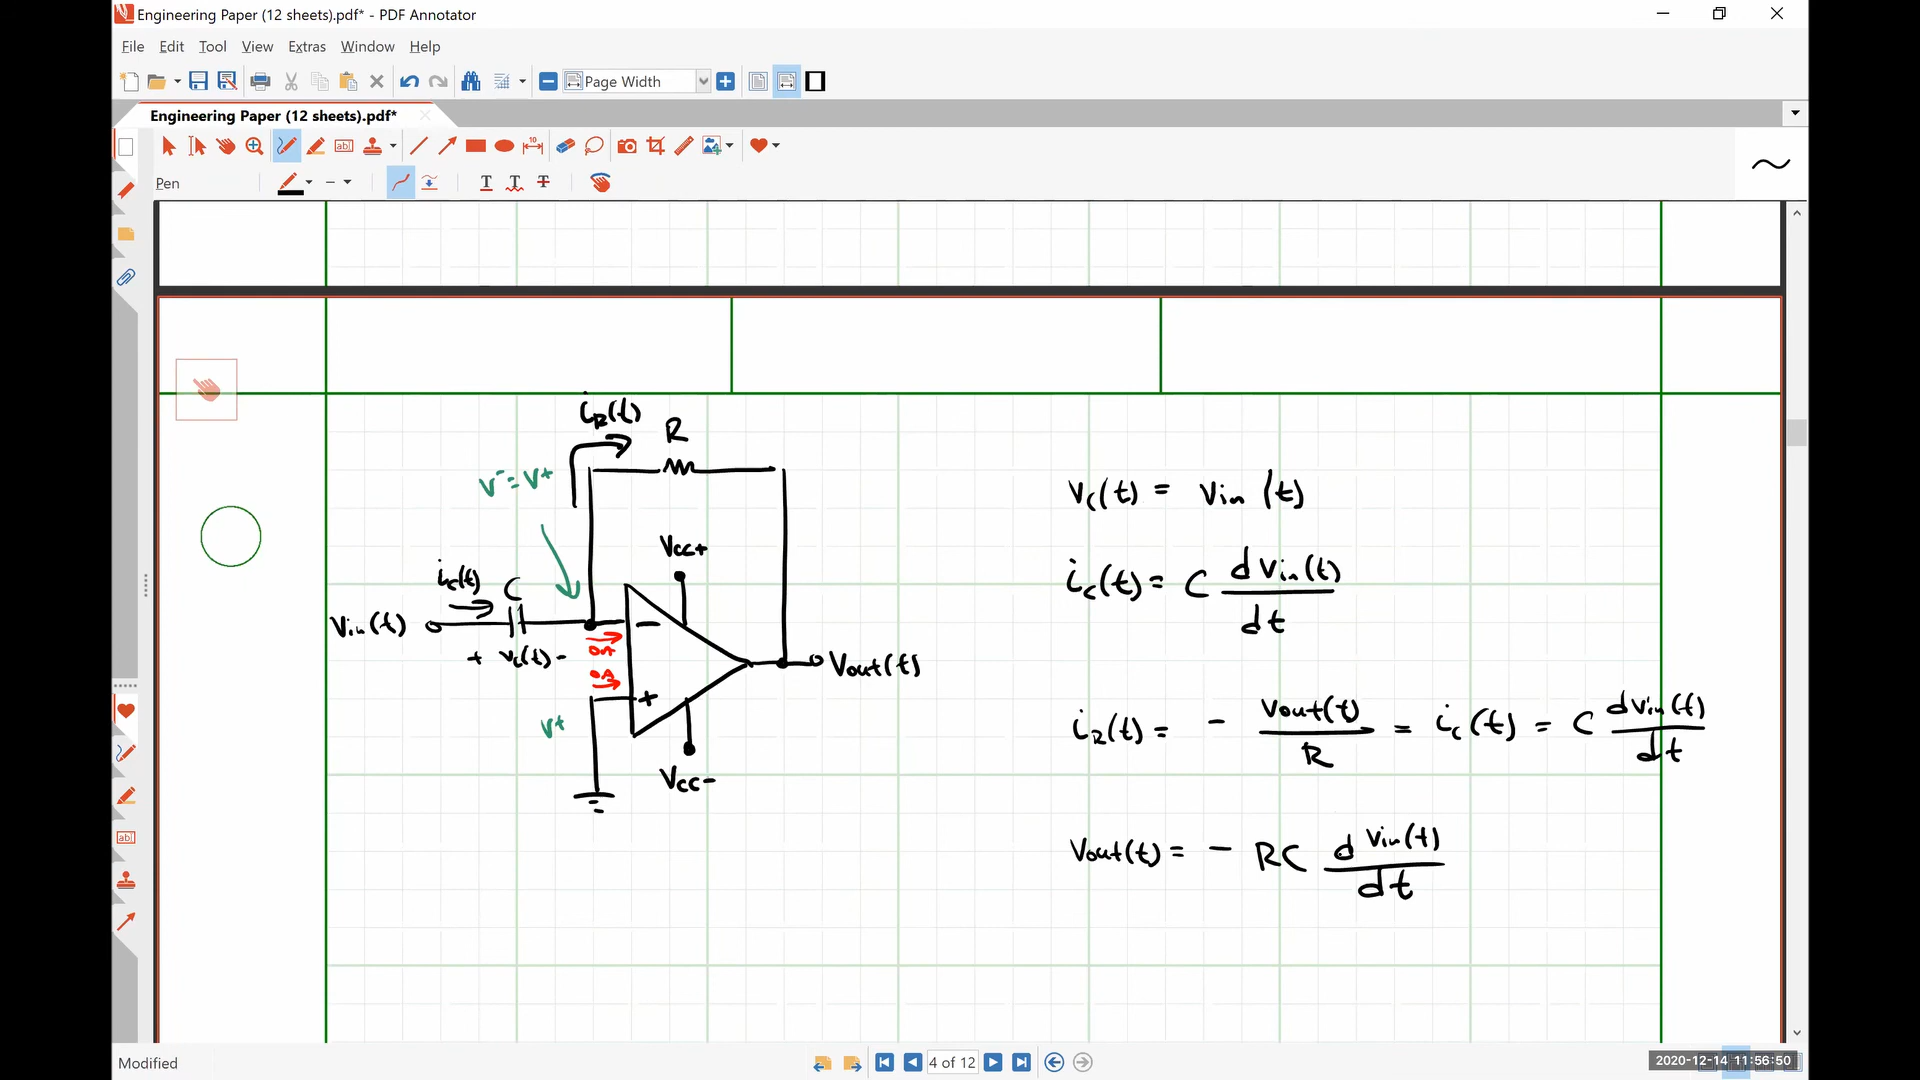 Engineering Paper (12 sheets).pdf* - PDF Annotator
File Edit Tool View Extras Window Help
Page Width
Engineering Paper (12 sheets).pdf*
Pen
iR(t)
R
v⁻ = v⁺
Vcc+
ic(t) C
Vin(t)
+ vc(t) -
−
0A
0A
+
Vout(t)
v⁺
Vcc-
vc(t) = Vin(t)
ic(t) = C dVin(t)/dt
iR(t) = - Vout(t)/R = ic(t) = C dVin(t)/dt
Vout(t) = - RC dVin(t)/dt
Modified
4 of 12
2020-12-14 11:56:50